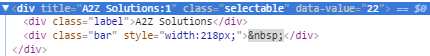 ▼<div title="A2Z Solutions:1" class="selectable" data-value="22"> == $0
<div class="label">A2Z Solutions</div>
<div class="bar" style="width:218px;">&nbsp;</div>
</div>